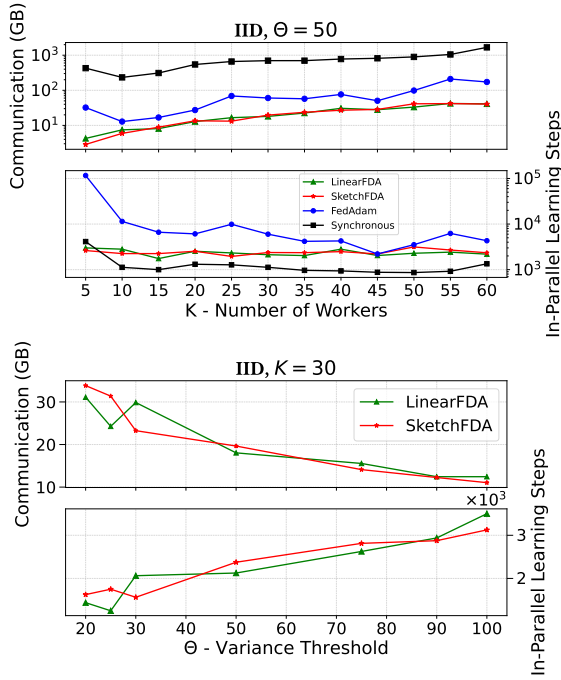 IID, Θ = 50
Communication (GB)
10³
10²
10¹
In-Parallel Learning Steps
LinearFDA
SketchFDA
FedAdam
Synchronous
10⁵
10⁴
10³
5 10 15 20 25 30 35 40 45 50 55 60
K - Number of Workers
IID, K = 30
Communication (GB)
30
20
10
LinearFDA
SketchFDA
×10³
In-Parallel Learning Steps
3
2
20 30 40 50 60 70 80 90 100
Θ - Variance Threshold